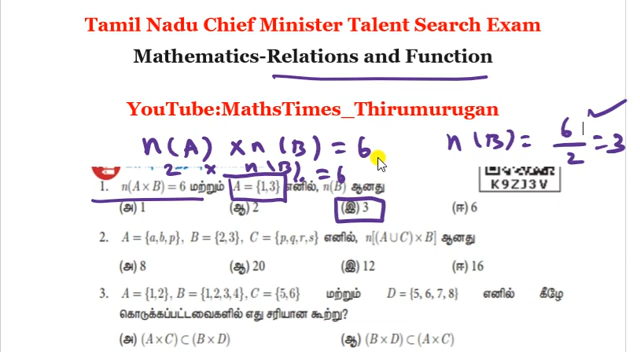 Tamil Nadu Chief Minister Talent Search Exam
Mathematics-Relations and Function
YouTube:MathsTimes_Thirumurugan
n(A) × n(B) = 6
n(B) = 6/2 = 3
2 × n(B) = 6
K9ZJ3V
1. n(A×B) = 6 மற்றும் A = {1,3} எனில், n(B) ஆனது
(அ) 1 (ஆ) 2 (இ) 3 (ஈ) 6
2. A = {a,b,p}, B = {2,3}, C = {p,q,r,s} எனில், n[(A∪C)×B] ஆனது
(அ) 8 (ஆ) 20 (இ) 12 (ஈ) 16
3. A = {1,2}, B = {1,2,3,4}, C = {5,6} மற்றும் D = {5,6,7,8} எனில் கீழே
கொடுக்கப்பட்டவைகளில் எது சரியான கூற்று?
(அ) (A×C)⊂(B×D) (ஆ) (B×D)⊂(A×C)